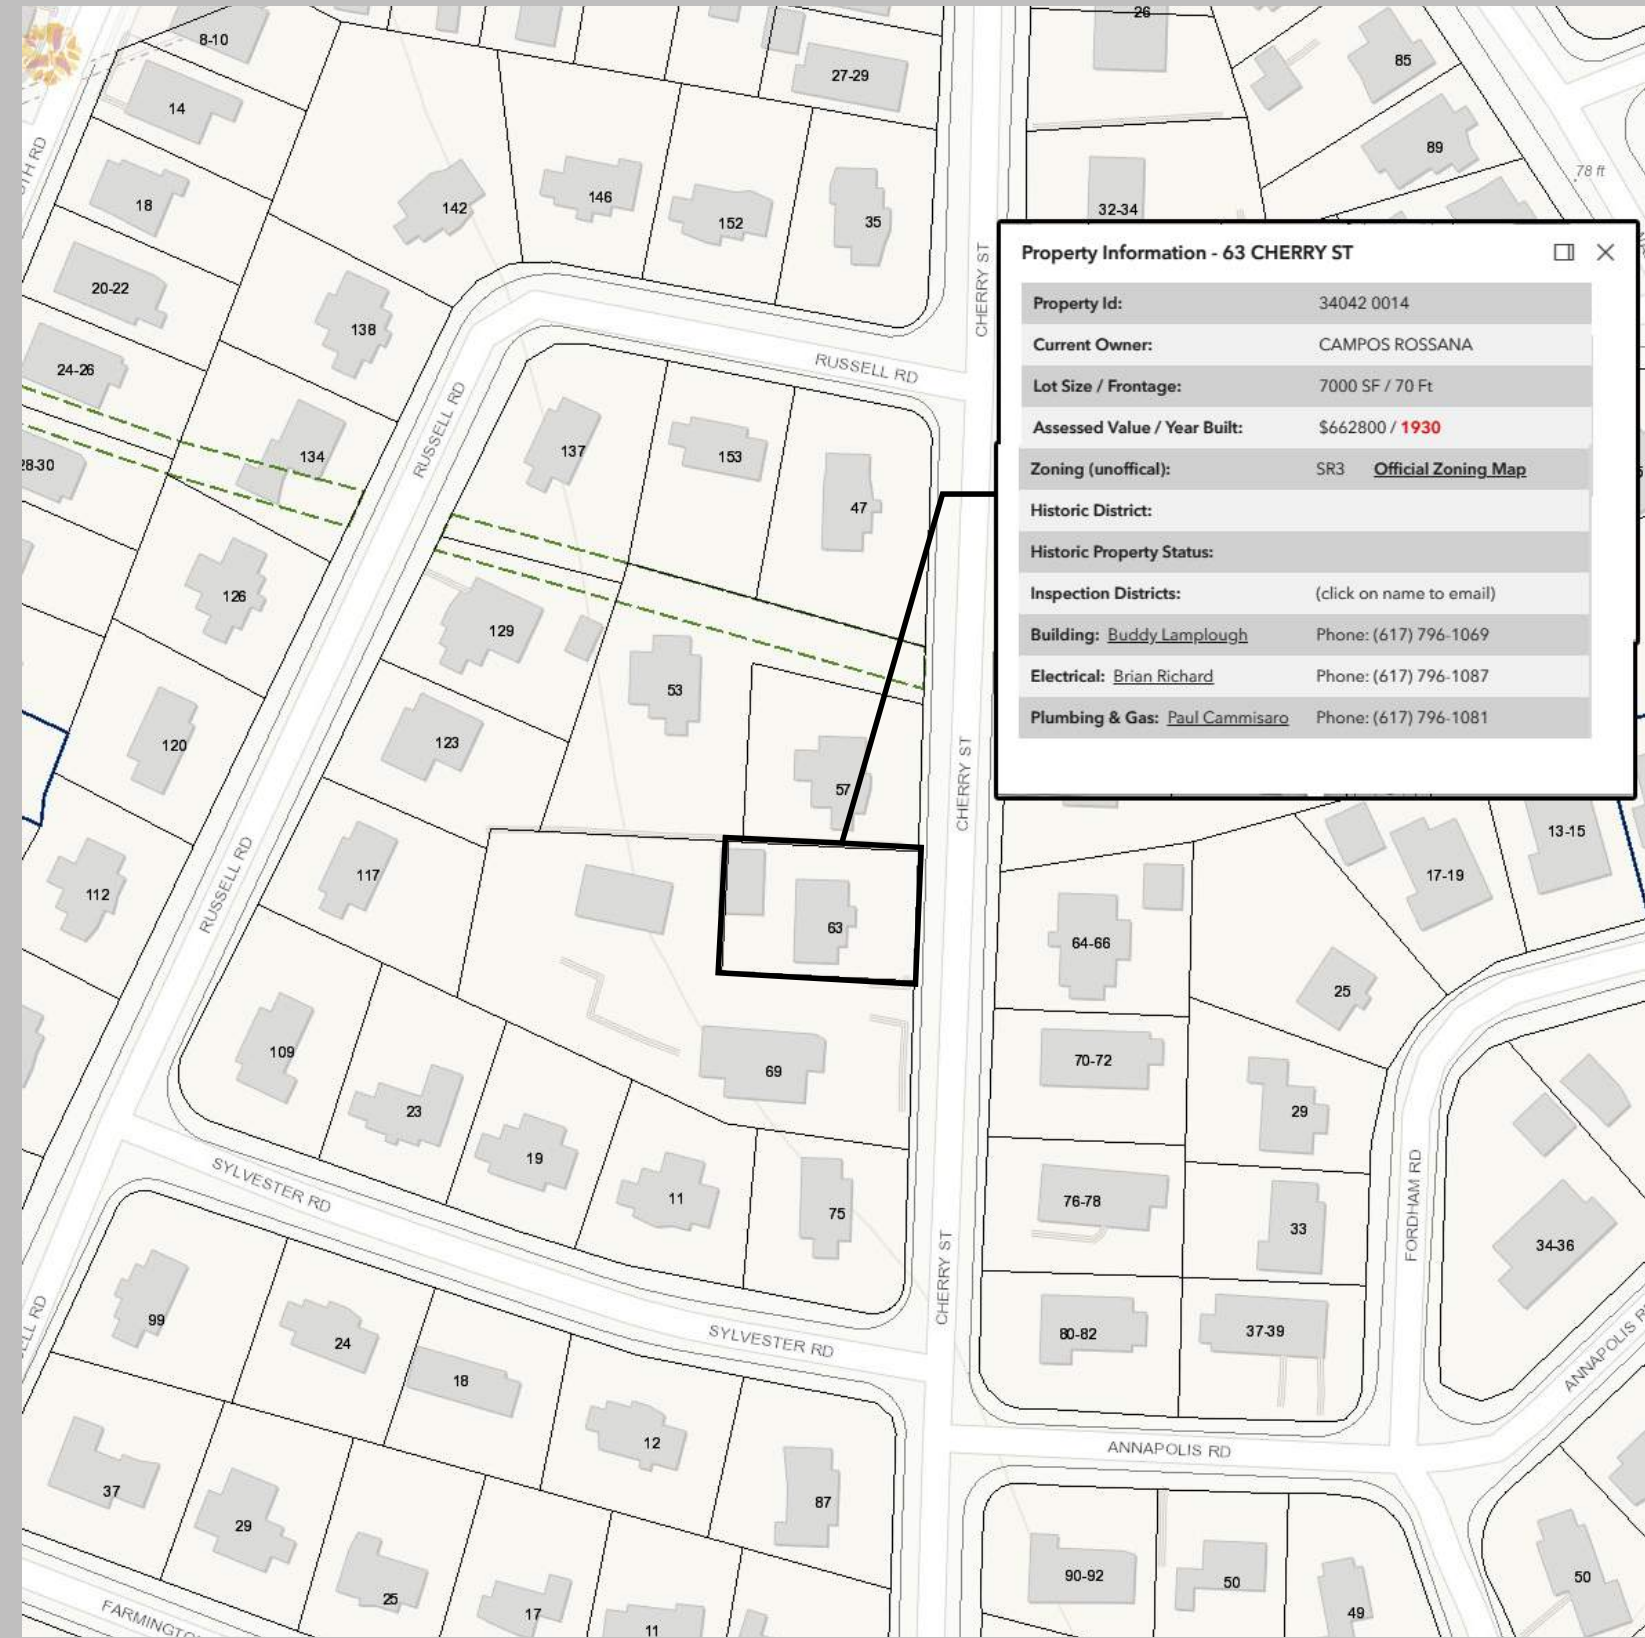 8-10
26
27-29
85
14
89
78 ft
18
142
146
152
35
32-34
CHERRY ST
Property Information - 63 CHERRY ST
Property Id: 34042 0014
Current Owner: CAMPOS ROSSANA
Lot Size / Frontage: 7000 SF / 70 Ft
Assessed Value / Year Built: $662800 / 1930
Zoning (unoffical): SR3 Official Zoning Map
Historic District:
Historic Property Status:
Inspection Districts: (click on name to email)
Building: Buddy Lamplough Phone: (617) 796-1069
Electrical: Brian Richard Phone: (617) 796-1087
Plumbing & Gas: Paul Cammisaro Phone: (617) 796-1081
20-22
138
24-26
RUSSELL RD
RUSSELL RD
134
137
153
47
28-30
126
129
53
123
120
57
CHERRY ST
13-15
17-19
117
112
RUSSELL RD
63
64-66
25
109
69
70-72
23
29
19
11
75
76-78
33
SYLVESTER RD
FORDHAM RD
34-36
CHERRY ST
99
24
80-82
37-39
SYLVESTER RD
18
12
ANNAPOLIS RD
37
29
87
25
17
11
90-92
50
49
50